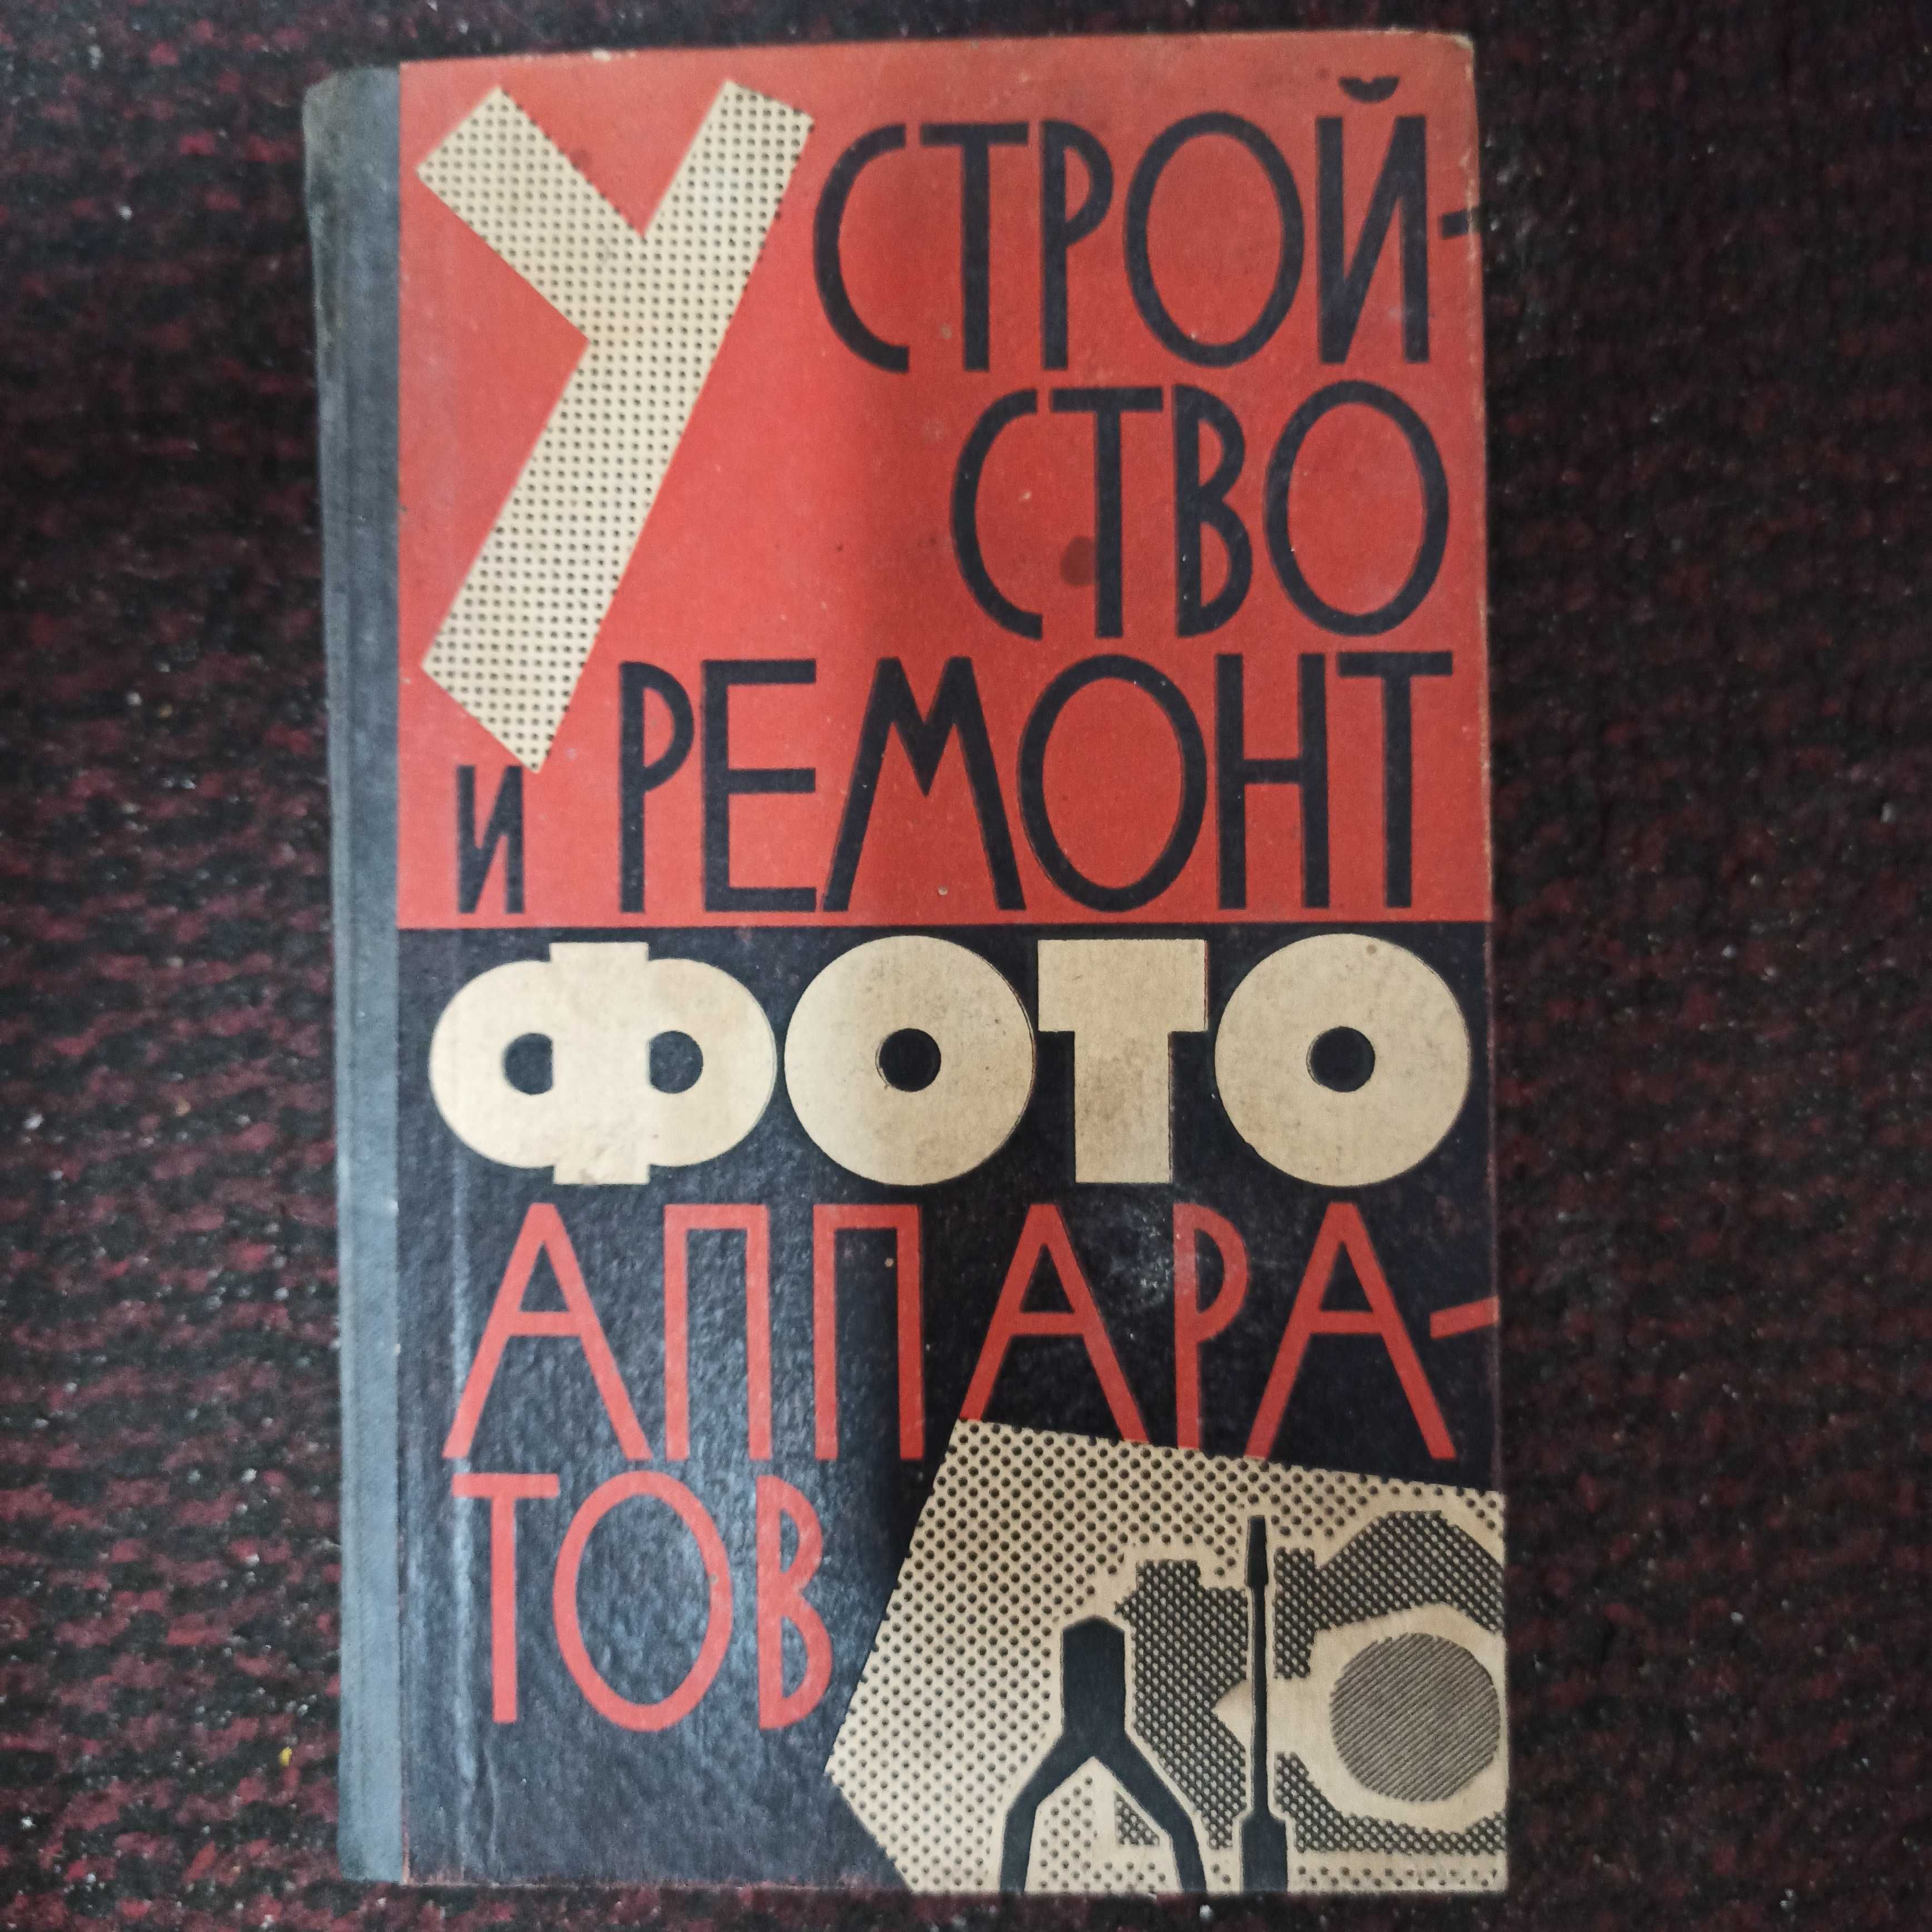 УСТРОЙ-
СТВО
и РЕМОНТ
ФОТО
АППАРА-
ТОВ